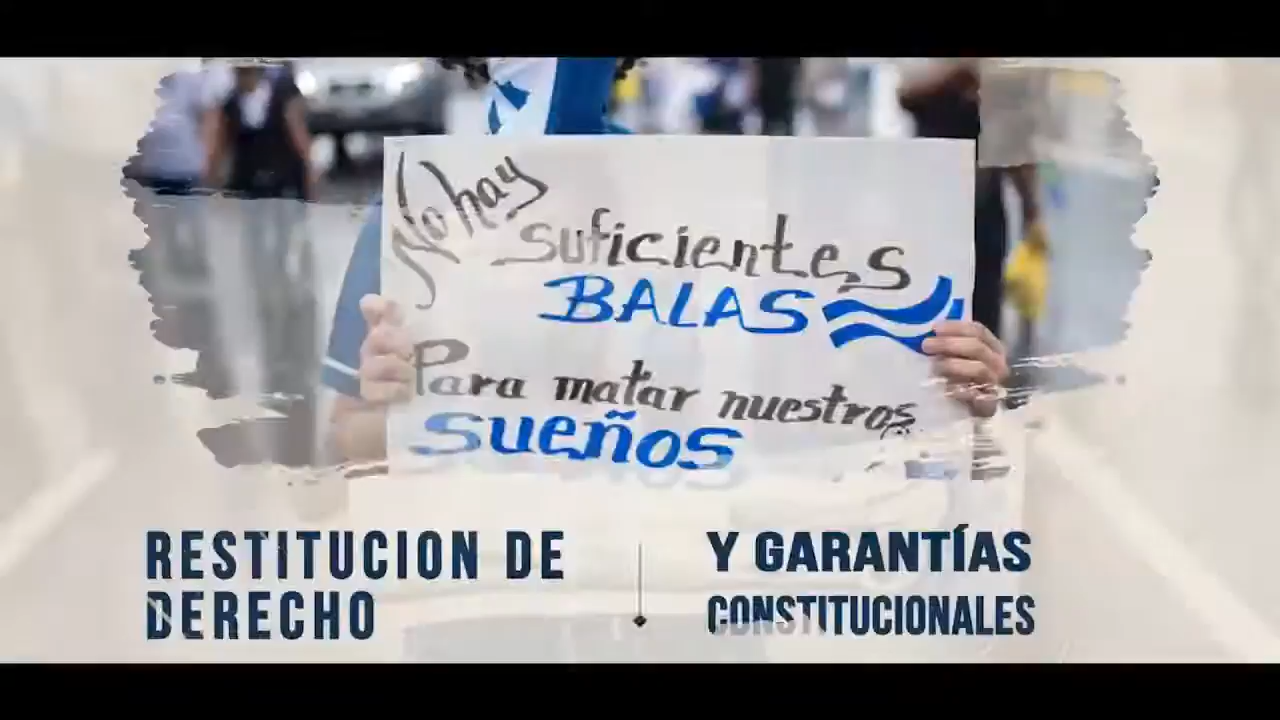 No hay
suficientes
BALAS
Para matar nuestros
sueños
RESTITUCION DE
DERECHO
Y GARANTÍAS
CONSTITUCIONALES